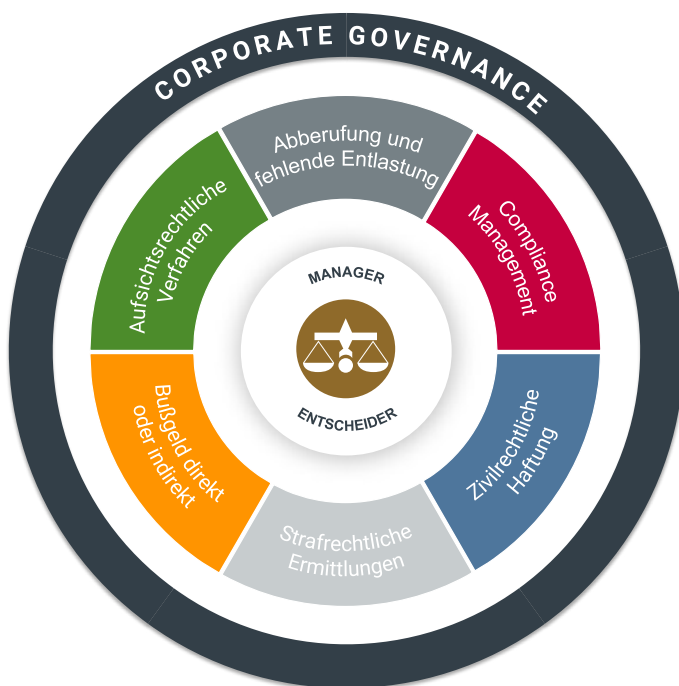 CORPORATE GOVERNANCE
Abberufung und
fehlende Entlastung
Compliance
Management
Zivilrechtliche
Haftung
Strafrechtliche
Ermittlungen
Bußgeld direkt
oder indirekt
Aufsichtsrechtliche
Verfahren
MANAGER
ENTSCHEIDER